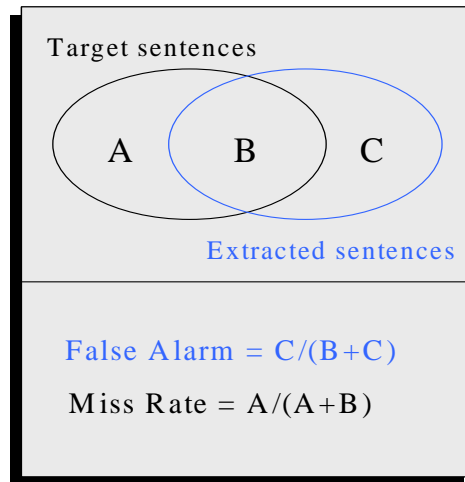 Target sentences
A B C
Extracted sentences
False Alarm = C/(B+C)
Miss Rate = A/(A+B)